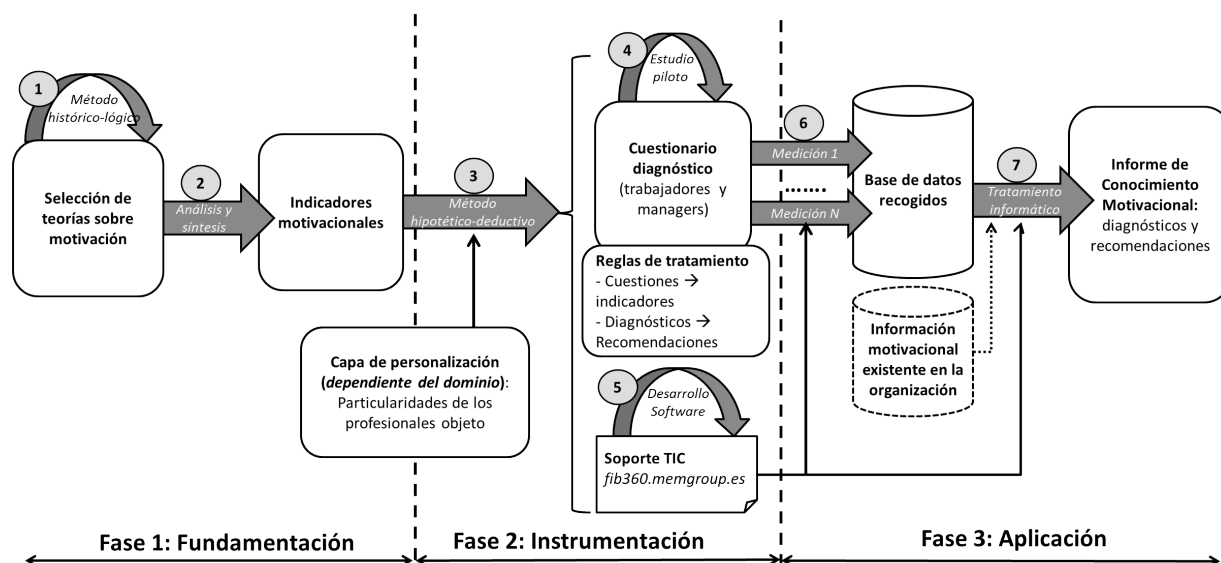 1
Método
histórico-lógico
Selección de
teorías sobre
motivación
2
Análisis y
síntesis
Indicadores
motivacionales
3
Método
hipotético-deductivo
Capa de personalización
(dependiente del dominio):
Particularidades de los
profesionales objeto
4
Estudio
piloto
Cuestionario
diagnóstico
(trabajadores y
managers)
Reglas de tratamiento
- Cuestiones →
indicadores
- Diagnósticos →
Recomendaciones
5
Desarrollo
Software
Soporte TIC
fib360.memgroup.es
6
Medición 1
.......
Medición N
Base de datos
recogidos
Información
motivacional
existente en la
organización
7
Tratamiento
informático
Informe de
Conocimiento
Motivacional:
diagnósticos y
recomendaciones
Fase 1: Fundamentación
Fase 2: Instrumentación
Fase 3: Aplicación